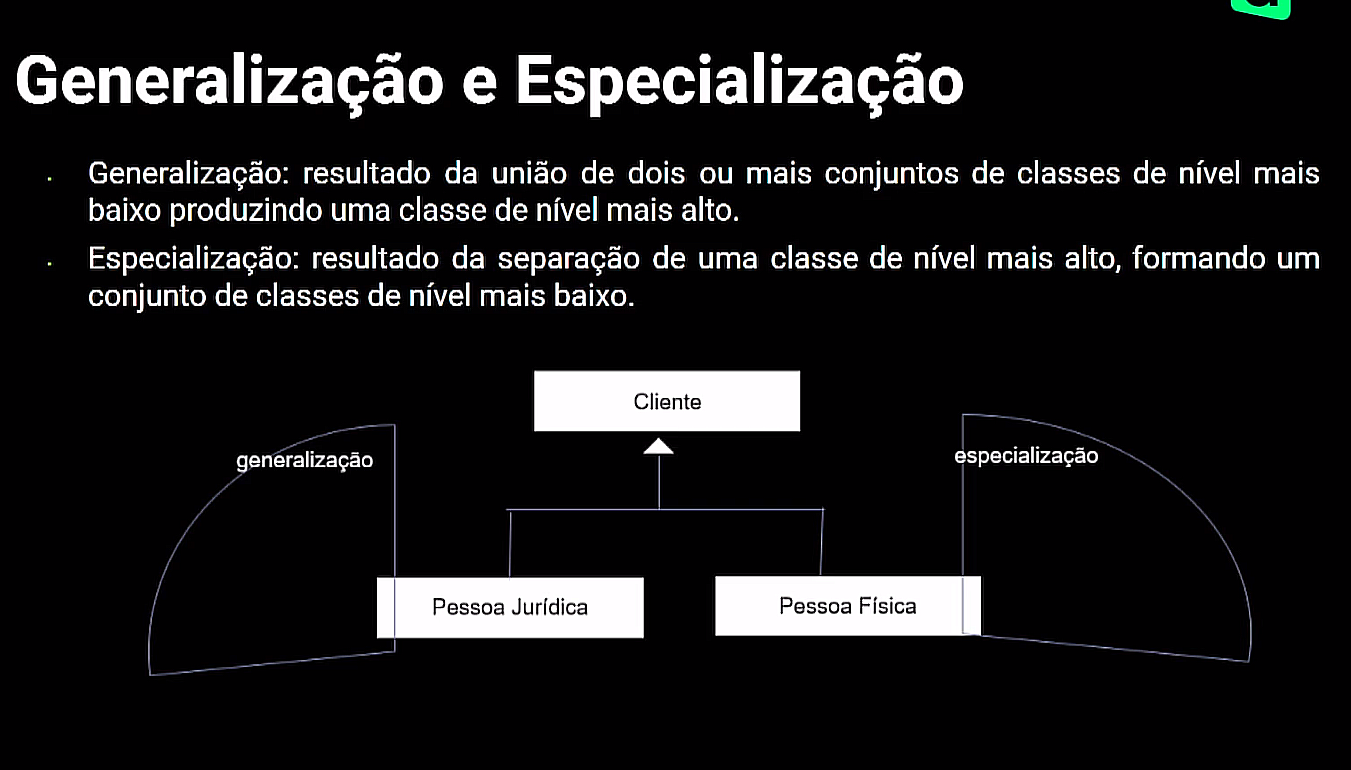 Generalização e Especialização
Generalização: resultado da união de dois ou mais conjuntos de classes de nível mais
baixo produzindo uma classe de nível mais alto.
Especialização: resultado da separação de uma classe de nível mais alto, formando um
conjunto de classes de nível mais baixo.
Cliente
generalização
especialização
Pessoa Jurídica
Pessoa Física